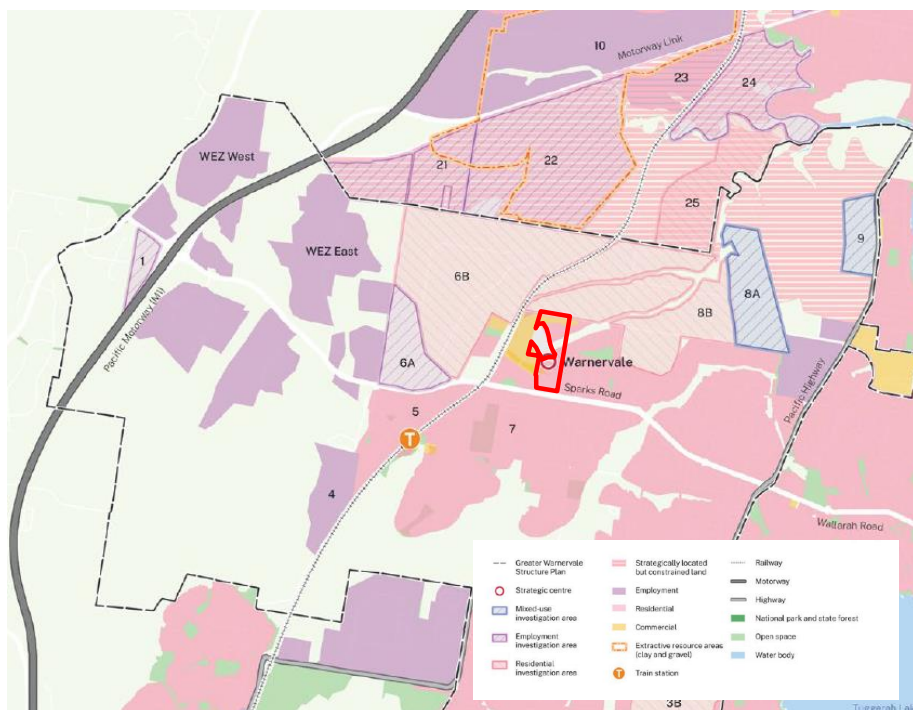 10
Motorway Link
23
24
WEZ West
21
22
25
WEZ East
1
6B
9
8A
8B
Pacific Motorway (M1)
6A
Warnervale
Sparks Road
Pacific Highway
5
T
7
4
Wallarah Road
Greater Warnervale
Structure Plan
Strategic centre
Mixed-use
investigation area
Employment
investigation area
Residential
investigation area
Strategically located
but constrained land
Employment
Residential
Commercial
Extractive resource areas
(clay and gravel)
T
Train station
Railway
Motorway
Highway
National park and state forest
Open space
Water body
3B
Tuggerah Lake